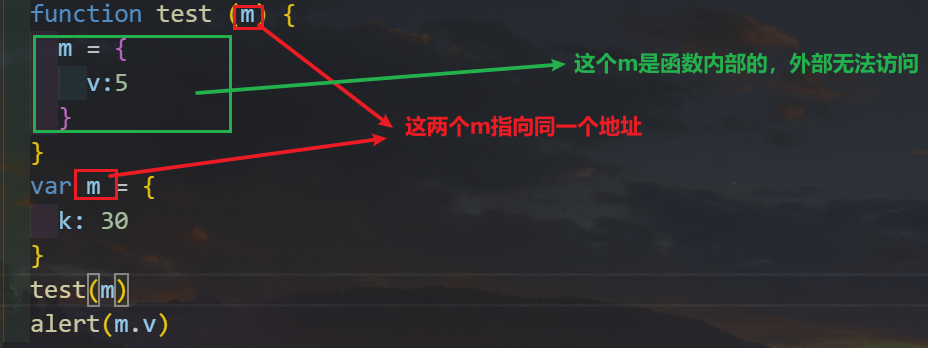 function test (m) {
m = {
v:5
}
}
var m = {
k: 30
}
test(m)
alert(m.v)
这个m是函数内部的，外部无法访问
这两个m指向同一个地址